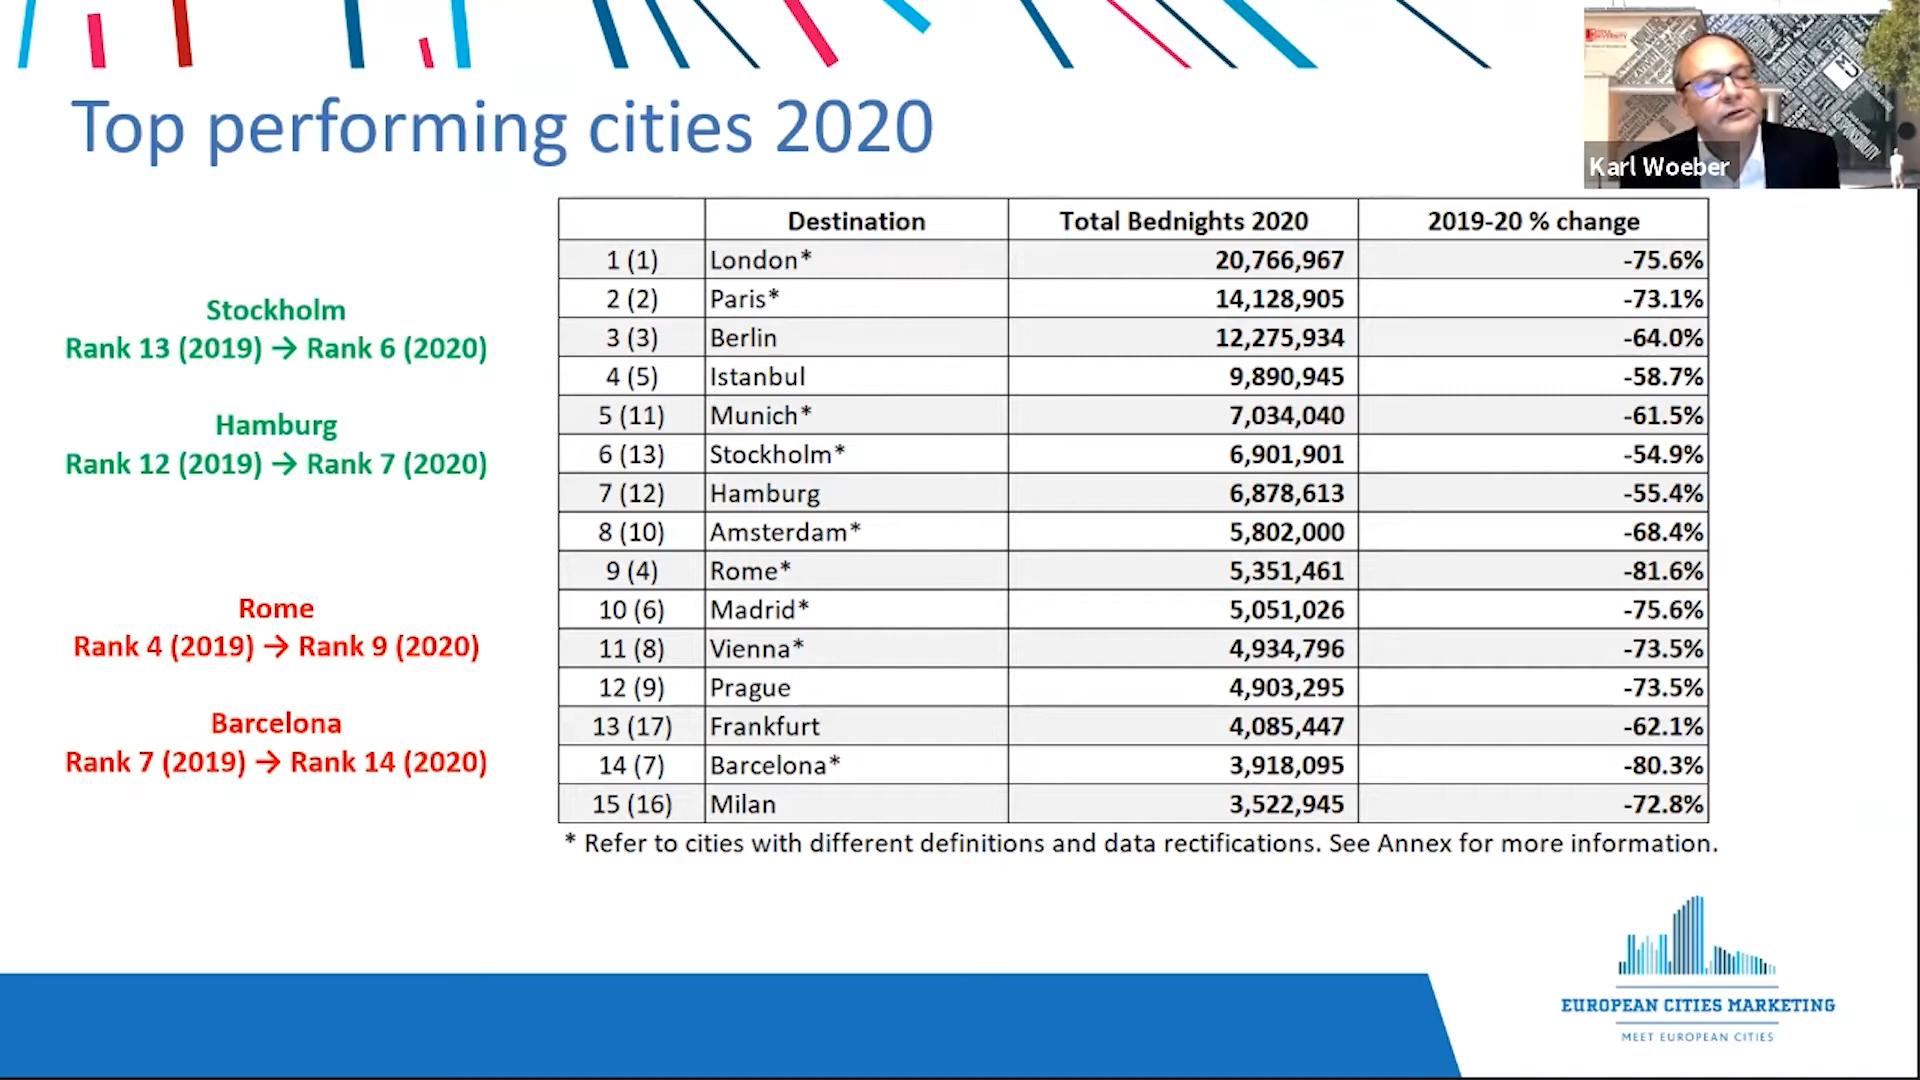 Top performing cities 2020
Karl Woeber
Stockholm
Rank 13 (2019) → Rank 6 (2020)
Hamburg
Rank 12 (2019) → Rank 7 (2020)
Rome
Rank 4 (2019) → Rank 9 (2020)
Barcelona
Rank 7 (2019) → Rank 14 (2020)
Destination Total Bednights 2020 2019-20 % change
1 (1) London* 20,766,967 -75.6%
2 (2) Paris* 14,128,905 -73.1%
3 (3) Berlin 12,275,934 -64.0%
4 (5) Istanbul 9,890,945 -58.7%
5 (11) Munich* 7,034,040 -61.5%
6 (13) Stockholm* 6,901,901 -54.9%
7 (12) Hamburg 6,878,613 -55.4%
8 (10) Amsterdam* 5,802,000 -68.4%
9 (4) Rome* 5,351,461 -81.6%
10 (6) Madrid* 5,051,026 -75.6%
11 (8) Vienna* 4,934,796 -73.5%
12 (9) Prague 4,903,295 -73.5%
13 (17) Frankfurt 4,085,447 -62.1%
14 (7) Barcelona* 3,918,095 -80.3%
15 (16) Milan 3,522,945 -72.8%
* Refer to cities with different definitions and data rectifications. See Annex for more information.
EUROPEAN CITIES MARKETING
MEET EUROPEAN CITIES